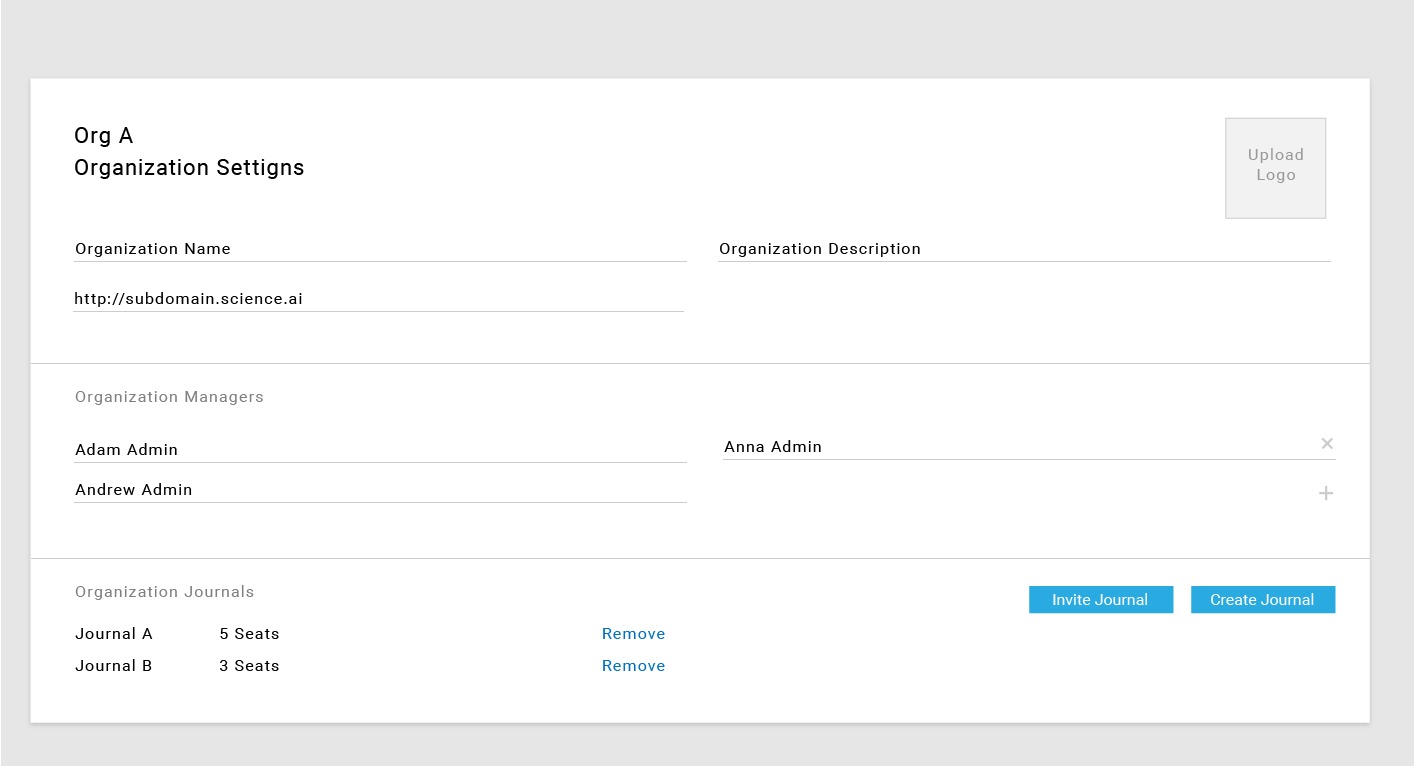 Org A
Organization Settigns
Upload
Logo
Organization Name
Organization Description
http://subdomain.science.ai
Organization Managers
Adam Admin
Anna Admin
Andrew Admin
Organization Journals
Invite Journal
Create Journal
Journal A 5 Seats Remove
Journal B 3 Seats Remove